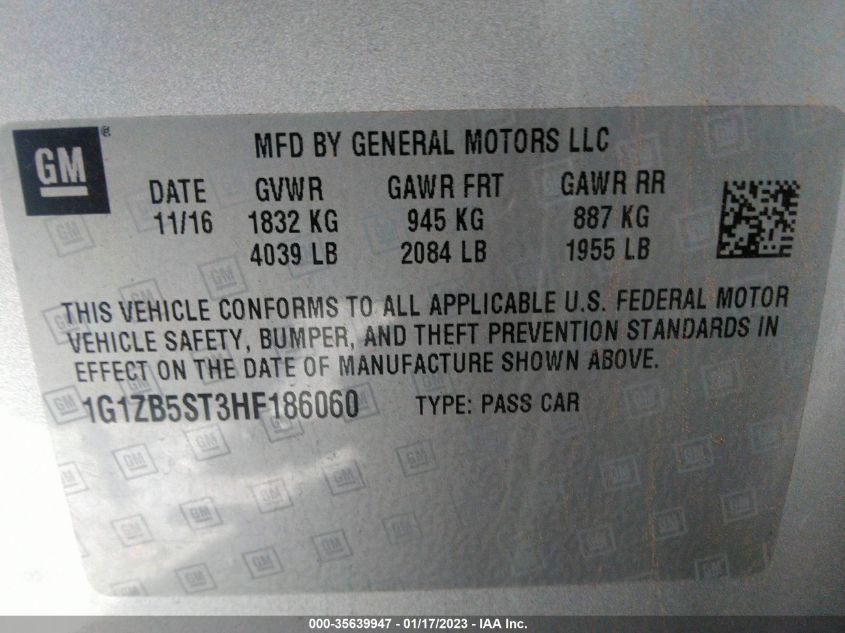 GM ®
MFD BY GENERAL MOTORS LLC
DATE GVWR GAWR FRT GAWR RR
11/16 1832 KG 945 KG 887 KG
4039 LB 2084 LB 1955 LB
THIS VEHICLE CONFORMS TO ALL APPLICABLE U.S. FEDERAL MOTOR
VEHICLE SAFETY, BUMPER, AND THEFT PREVENTION STANDARDS IN
EFFECT ON THE DATE OF MANUFACTURE SHOWN ABOVE.
1G1ZB5ST3HF186060 TYPE: PASS CAR
000-35639947 - 01/17/2023 - IAA Inc.